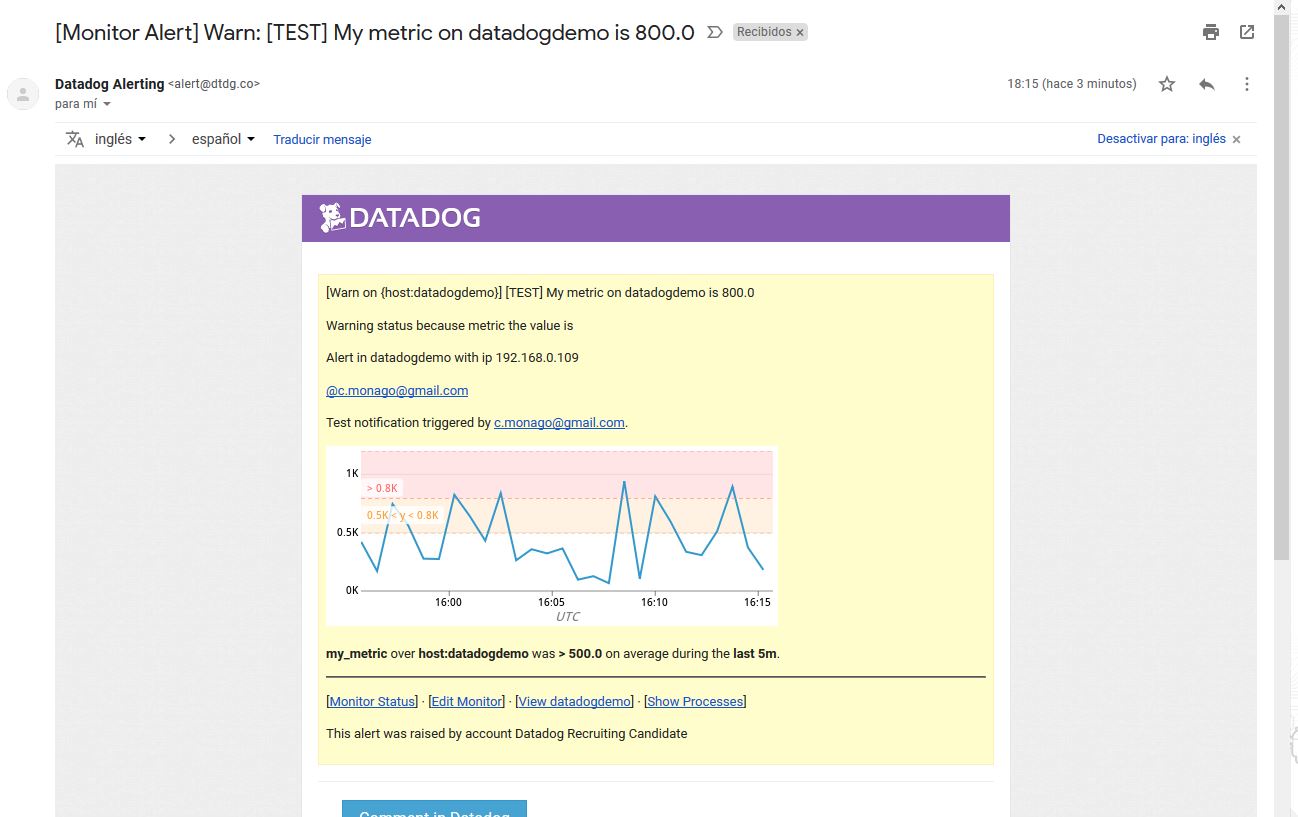 [Monitor Alert] Warn: [TEST] My metric on datadogdemo is 800.0 Recibidos ×
Datadog Alerting <alert@dtdg.co> 18:15 (hace 3 minutos)
para mí
inglés > español Traducir mensaje Desactivar para: inglés ×
DATADOG
[Warn on {host:datadogdemo}] [TEST] My metric on datadogdemo is 800.0
Warning status because metric the value is
Alert in datadogdemo with ip 192.168.0.109
@c.monago@gmail.com
Test notification triggered by c.monago@gmail.com.
1K
> 0.8K
0.5K < y < 0.8K
0.5K
0K
16:00 16:05 16:10 16:15
UTC
my_metric over host:datadogdemo was > 500.0 on average during the last 5m.
[Monitor Status] · [Edit Monitor] · [View datadogdemo] · [Show Processes]
This alert was raised by account Datadog Recruiting Candidate
Comment in Datadog